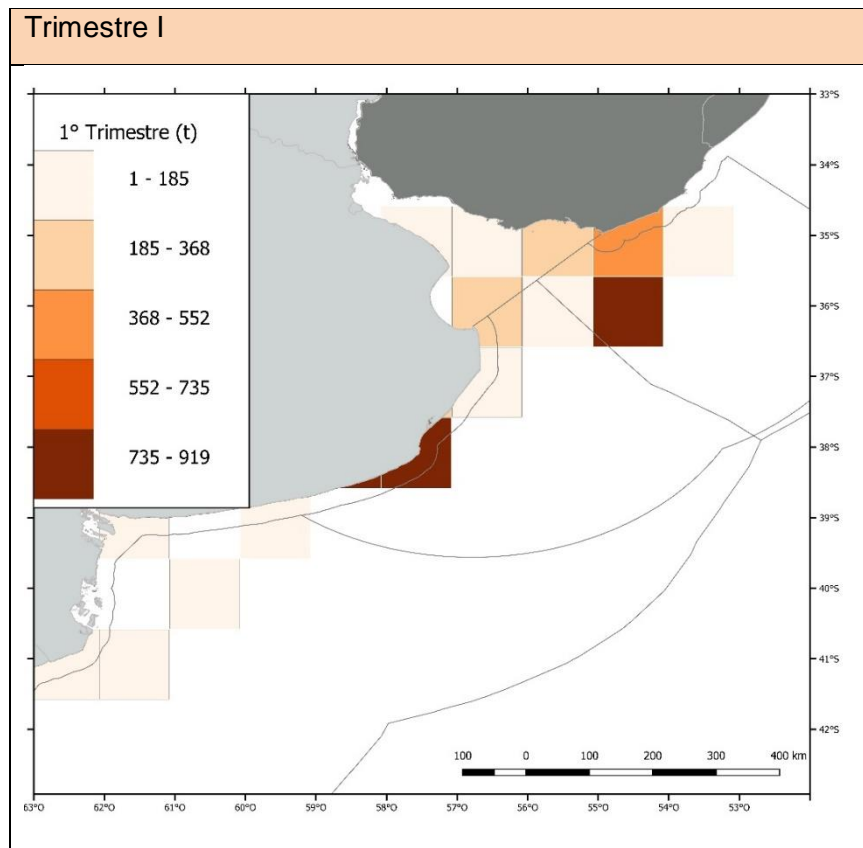 Trimestre I
1° Trimestre (t)
1 - 185
185 - 368
368 - 552
552 - 735
735 - 919
33°S
34°S
35°S
36°S
37°S
38°S
39°S
40°S
41°S
42°S
100 0 100 200 300 400 km
63°O 62°O 61°O 60°O 59°O 58°O 57°O 56°O 55°O 54°O 53°O